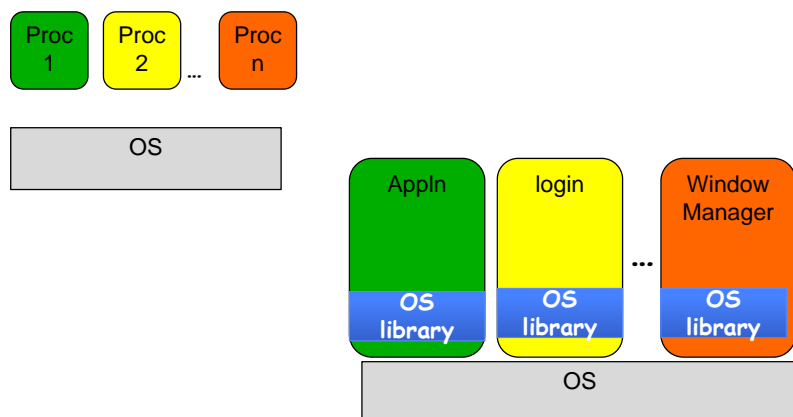 Proc
1
Proc
2
...
Proc
n
OS
Appln
OS
library
login
OS
library
...
Window
Manager
OS
library
OS